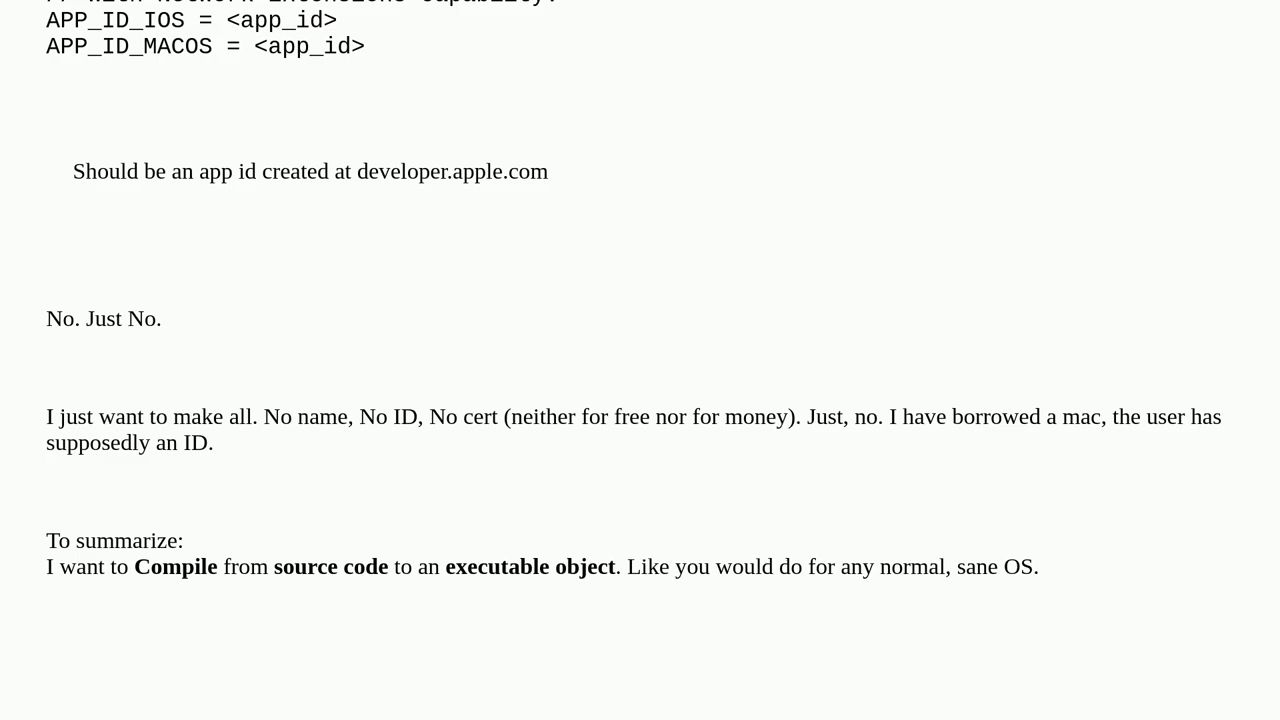 APP_ID_IOS = <app_id>
APP_ID_MACOS = <app_id>
Should be an app id created at developer.apple.com
No. Just No.
I just want to make all. No name, No ID, No cert (neither for free nor for money). Just, no. I have borrowed a mac, the user has
supposedly an ID.
To summarize:
I want to Compile from source code to an executable object. Like you would do for any normal, sane OS.